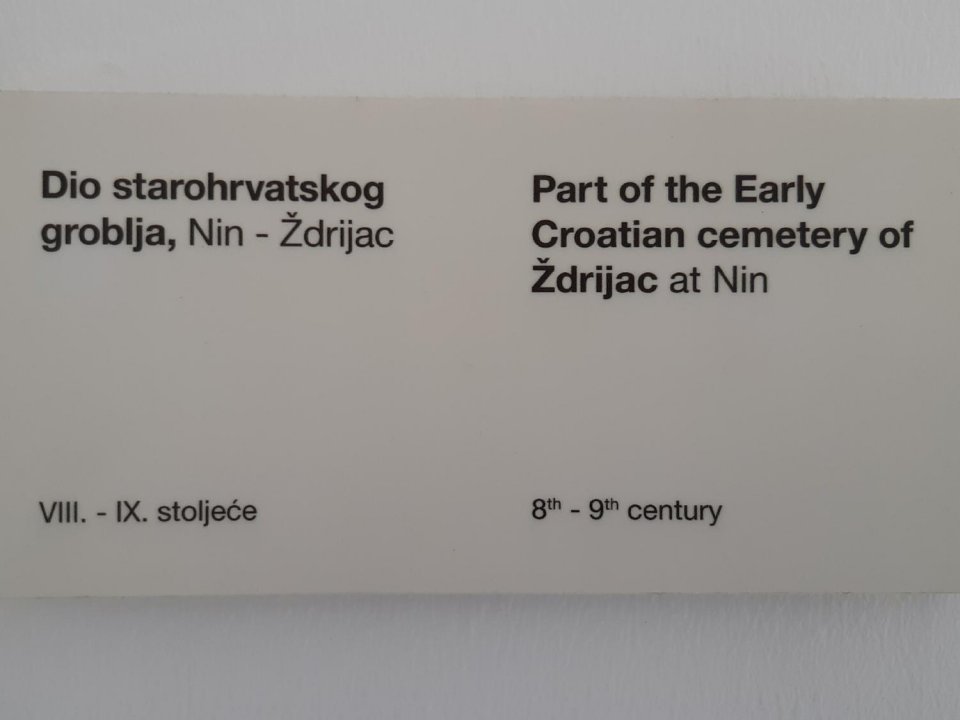 Dio starohrvatskog
groblja, Nin - Ždrijac
VIII. - IX. stoljeće
Part of the Early
Croatian cemetery of
Ždrijac at Nin
8th - 9th century